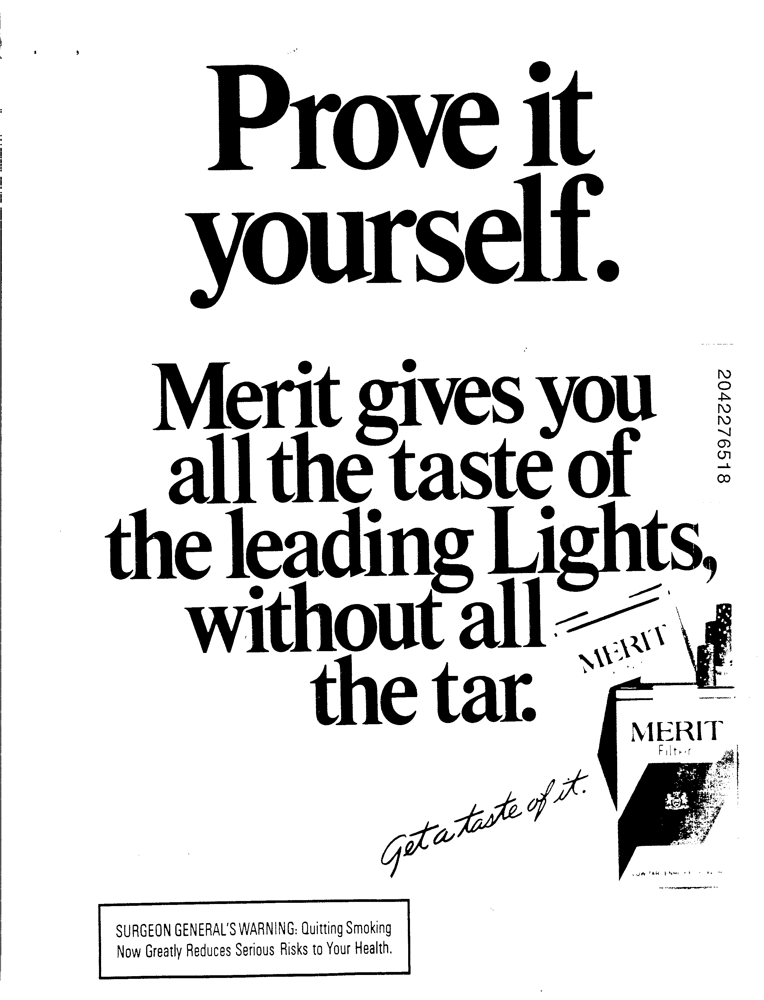 Prove it
yourself.
Merit gives you
all the taste of
the leading Lights,
without all
the tar.
MERIT
MERIT
Filter
Get a taste of it.
SURGEON GENERAL'S WARNING: Quitting Smoking
Now Greatly Reduces Serious Risks to Your Health.
2042276518